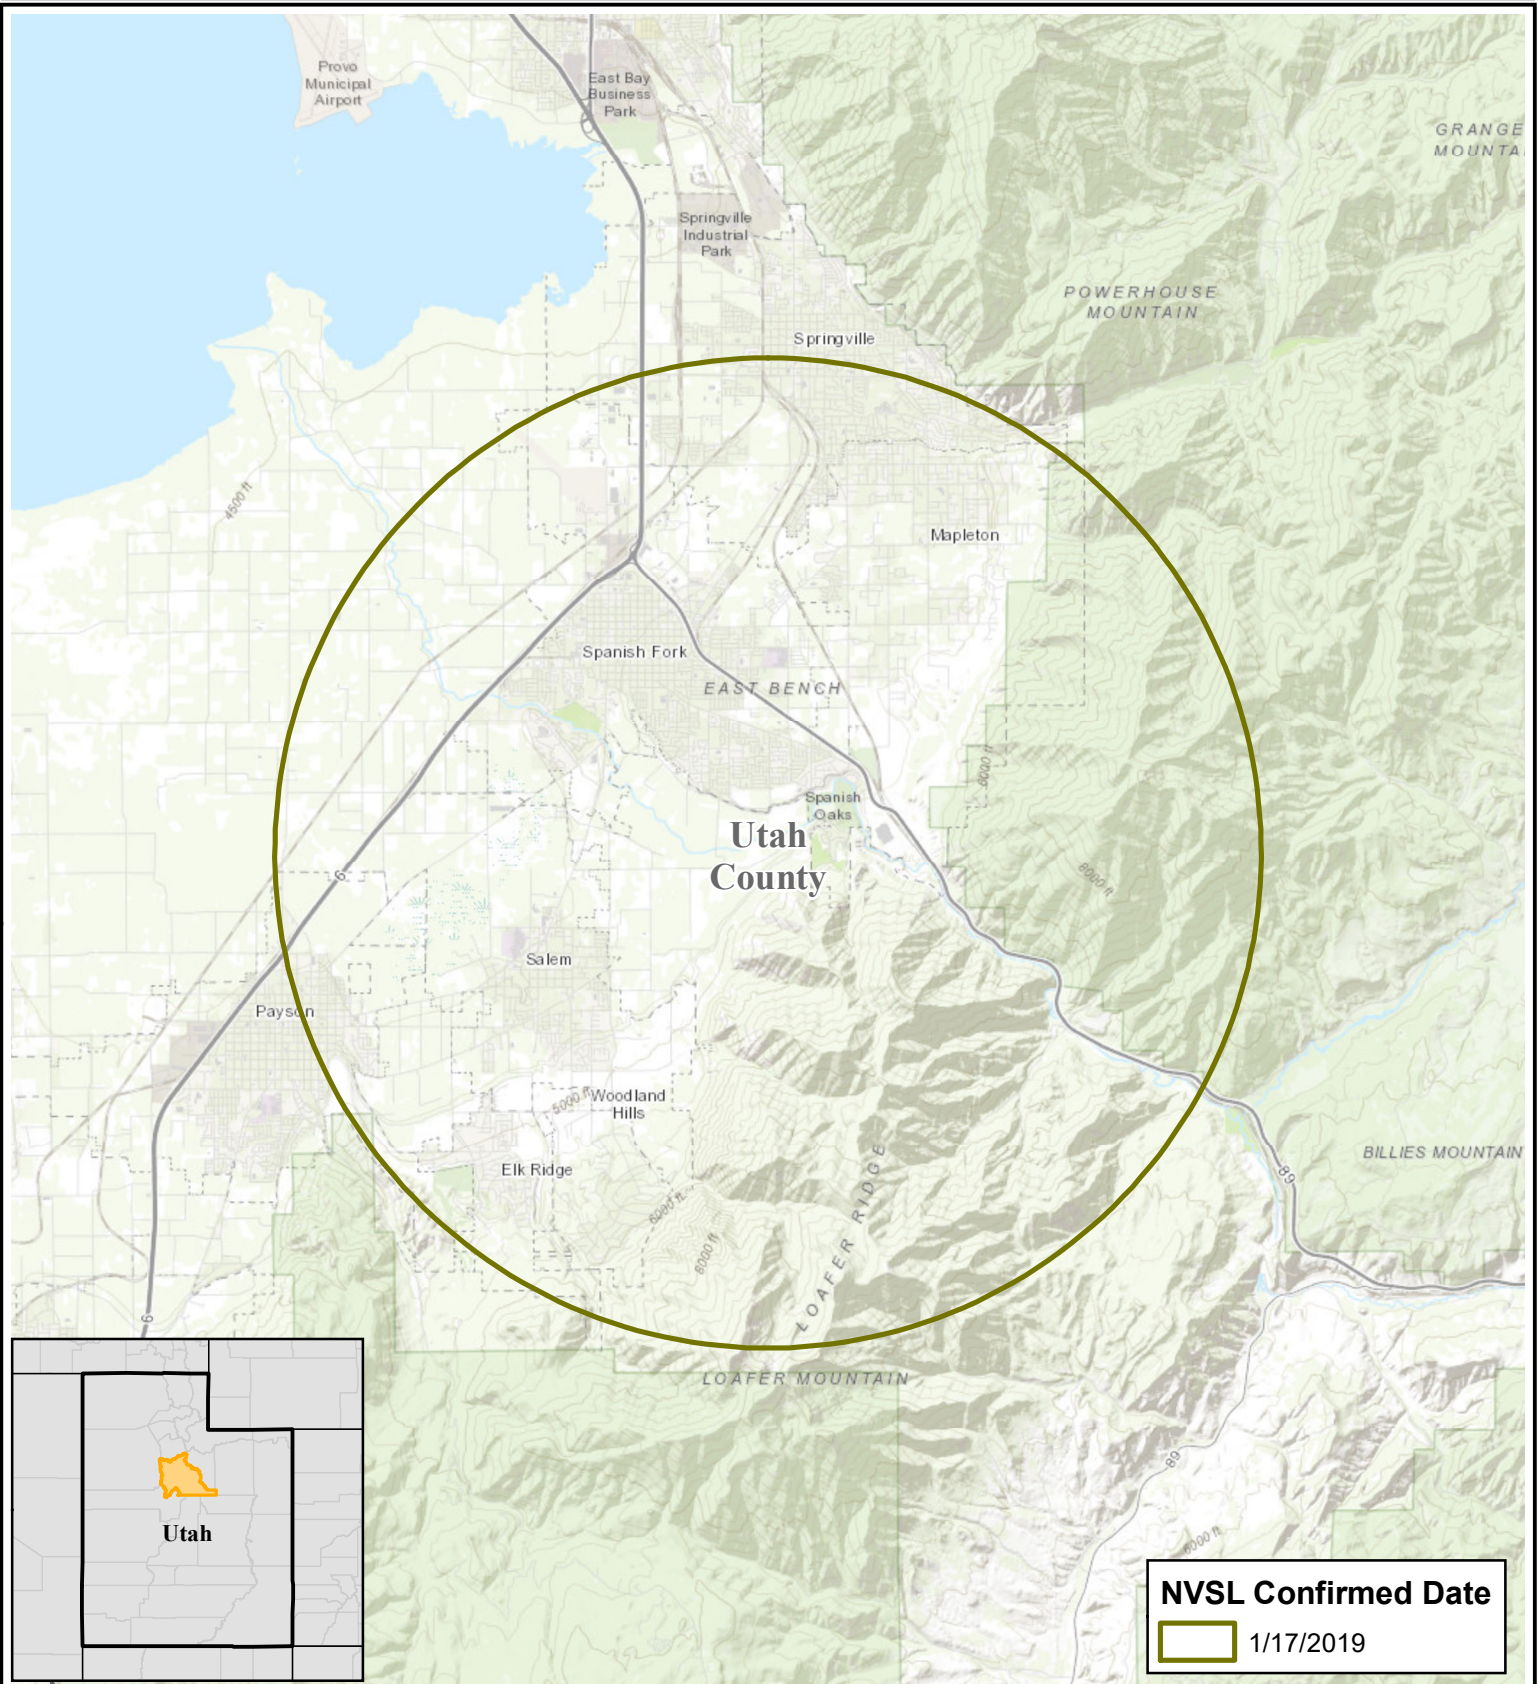 Provo
Municipal
Airport
East Bay
Business
Park
GRANGE
MOUNTA
Springville
Industrial
Park
POWERHOUSE
MOUNTAIN
Springville
4500 ft
Mapleton
Spanish Fork
EAST BENCH
6000 ft
Spanish
Oaks
Utah
County
8000 ft
6
Salem
Payson
Woodland
Hills
5000 ft
Elk Ridge
BILLIES MOUNTAIN
89
6000 ft
8000 ft
LOAFER RIDGE
6
LOAFER MOUNTAIN
89
6000 ft
Utah
NVSL Confirmed Date
1/17/2019